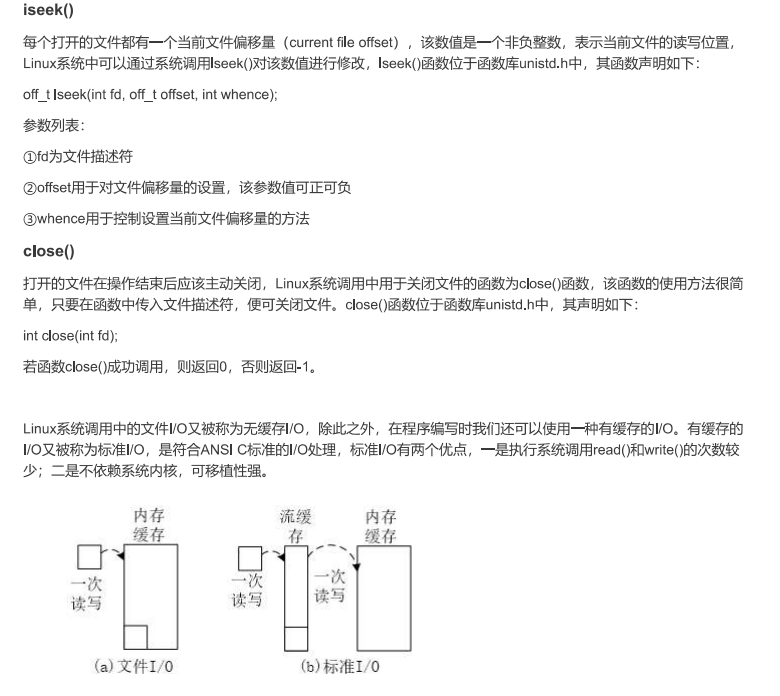 iseek()
每个打开的文件都有一个当前文件偏移量（current file offset），该数值是一个非负整数，表示当前文件的读写位置，
Linux系统中可以通过系统调用lseek()对该数值进行修改，lseek()函数位于函数库unistd.h中，其函数声明如下：
off_t lseek(int fd, off_t offset, int whence);
参数列表：
①fd为文件描述符
②offset用于对文件偏移量的设置，该参数值可正可负
③whence用于控制设置当前文件偏移量的方法
close()
打开的文件在操作结束后应该主动关闭，Linux系统调用中用于关闭文件的函数为close()函数，该函数的使用方法很简
单，只要在函数中传入文件描述符，便可关闭文件。close()函数位于函数库unistd.h中，其声明如下：
int close(int fd);
若函数close()成功调用，则返回0，否则返回-1。
Linux系统调用中的文件I/O又被称为无缓存I/O，除此之外，在程序编写时我们还可以使用一种有缓存的I/O。有缓存的
I/O又被称为标准I/O，是符合ANSI C标准的I/O处理，标准I/O有两个优点，一是执行系统调用read()和write()的次数较
少；二是不依赖系统内核，可移植性强。
内存
缓存
一次
读写
(a)文件I/O
流缓
存
内存
缓存
一次
读写
一次
读写
(b)标准I/O